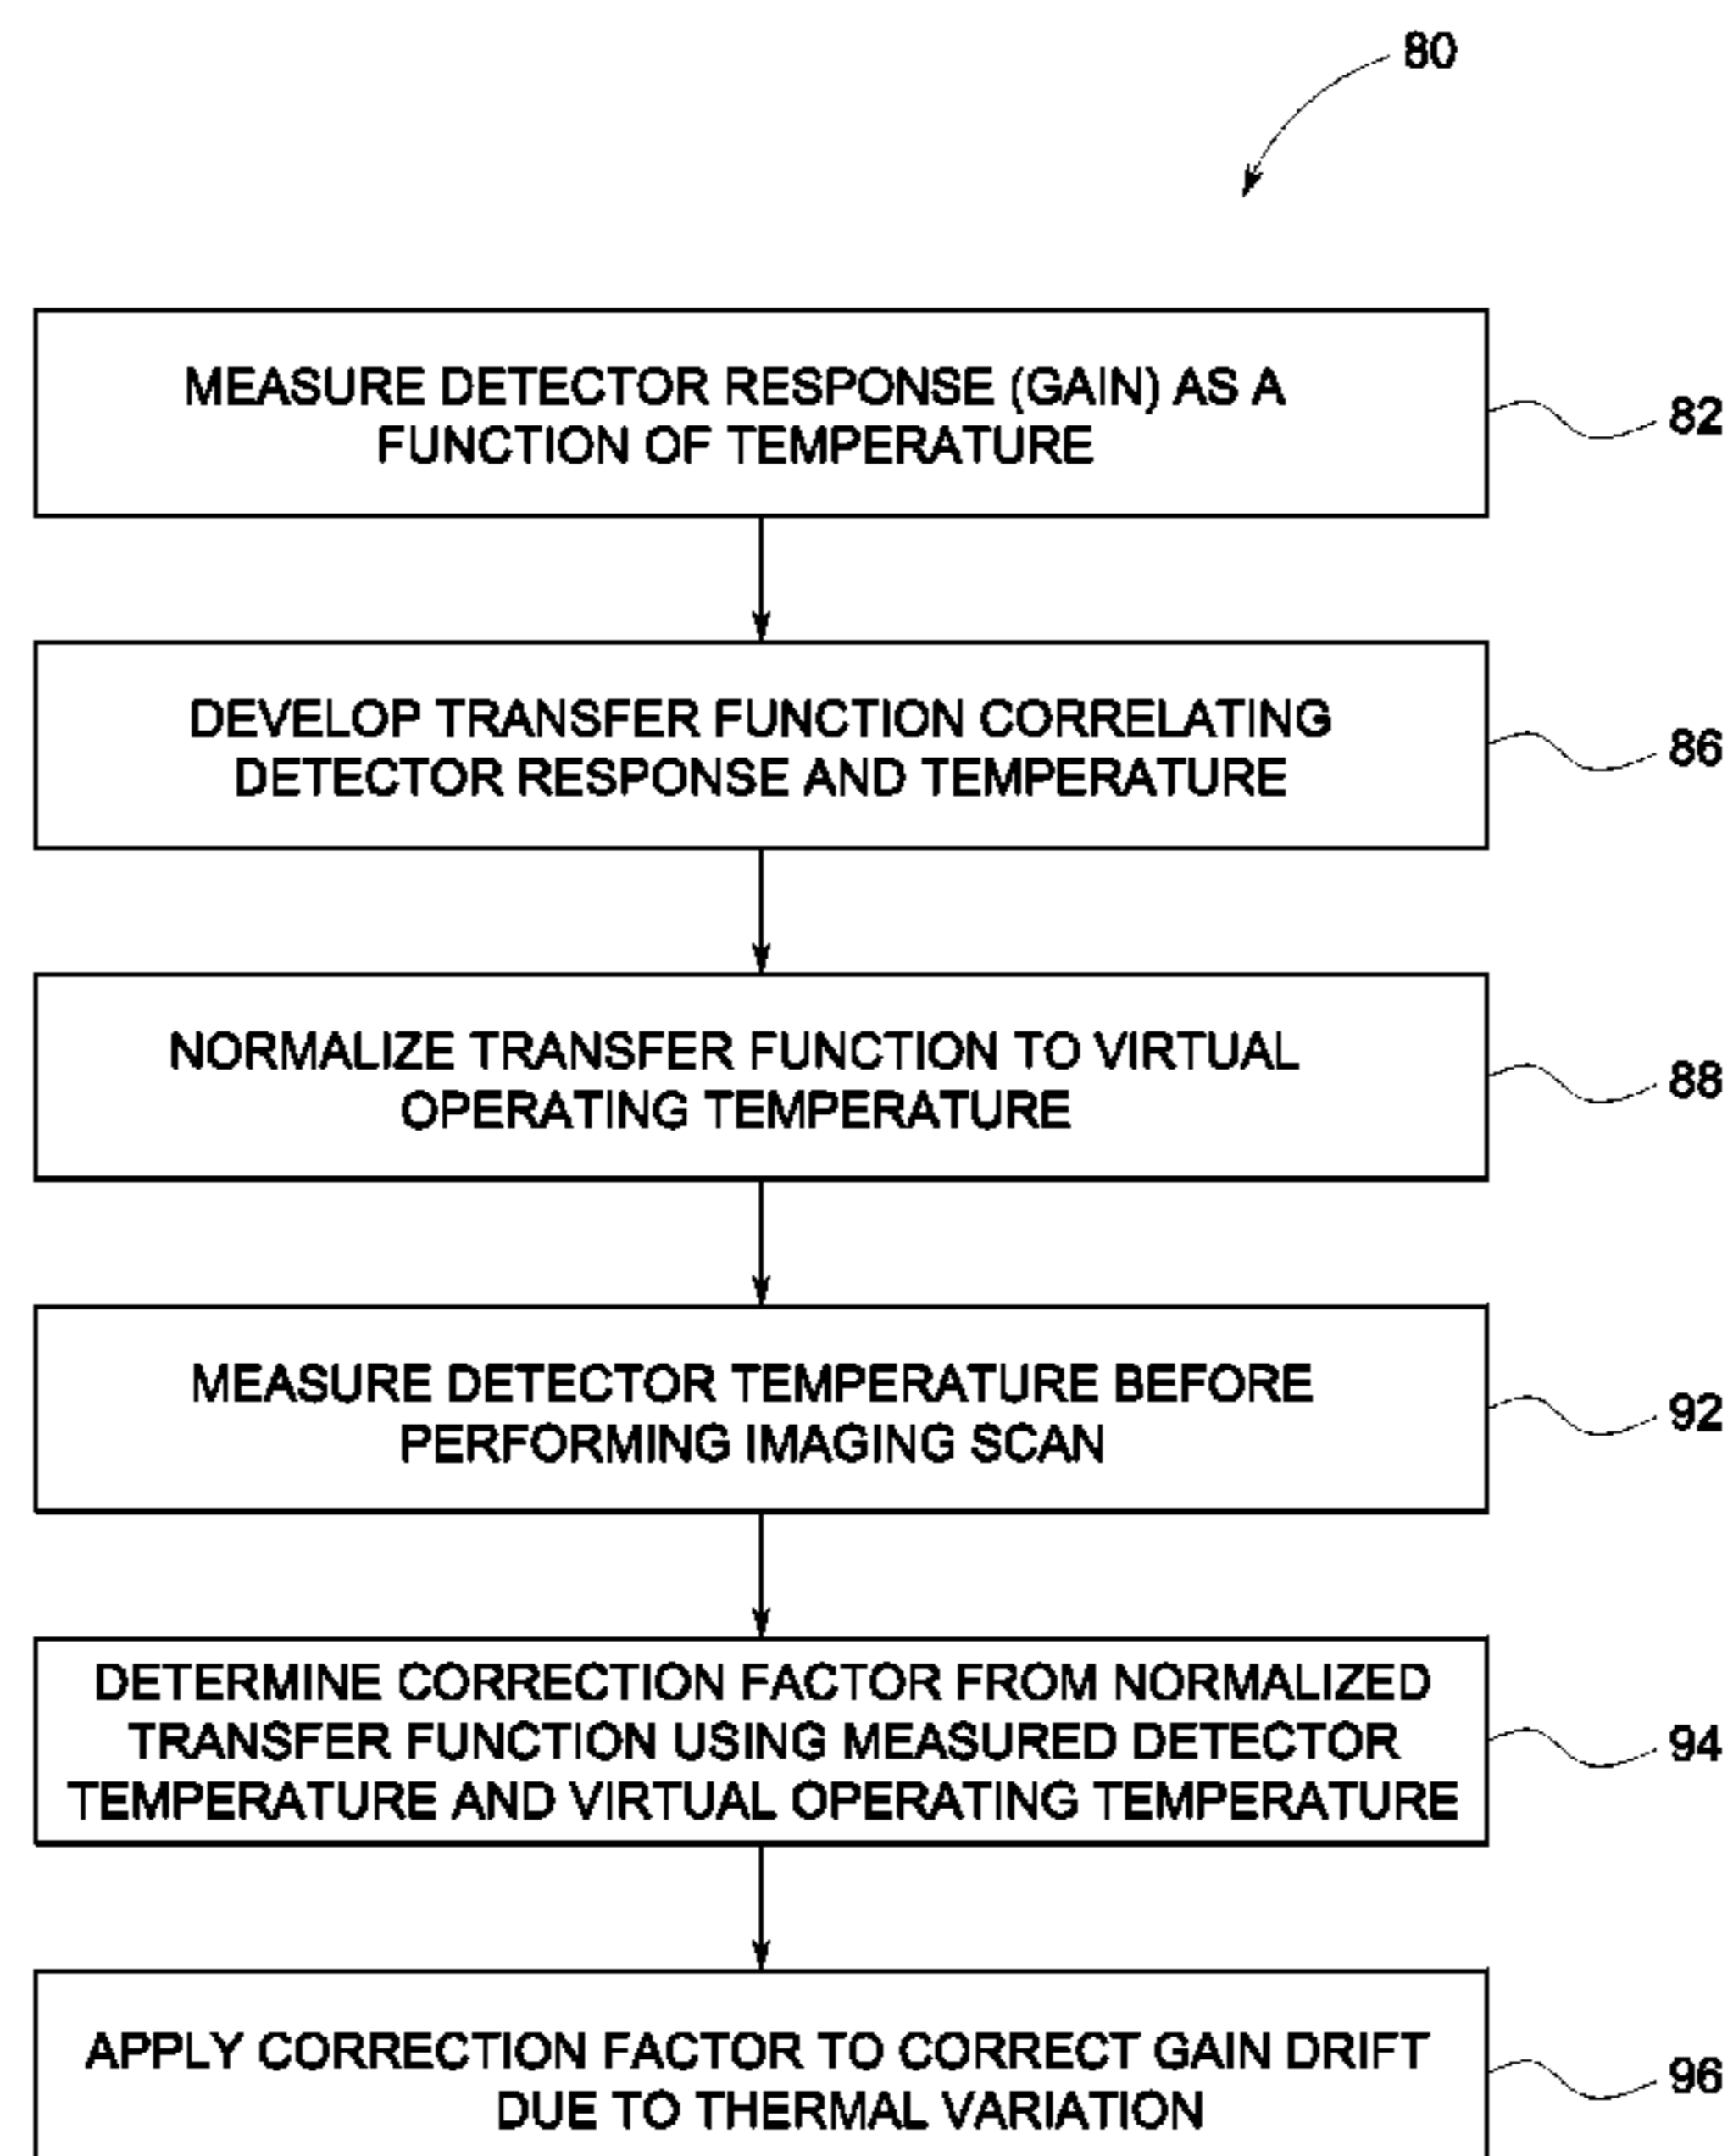 80
MEASURE DETECTOR RESPONSE (GAIN) AS A
FUNCTION OF TEMPERATURE
82
DEVELOP TRANSFER FUNCTION CORRELATING
DETECTOR RESPONSE AND TEMPERATURE
86
NORMALIZE TRANSFER FUNCTION TO VIRTUAL
OPERATING TEMPERATURE
88
MEASURE DETECTOR TEMPERATURE BEFORE
PERFORMING IMAGING SCAN
92
DETERMINE CORRECTION FACTOR FROM NORMALIZED
TRANSFER FUNCTION USING MEASURED DETECTOR
TEMPERATURE AND VIRTUAL OPERATING TEMPERATURE
94
APPLY CORRECTION FACTOR TO CORRECT GAIN DRIFT
DUE TO THERMAL VARIATION
96